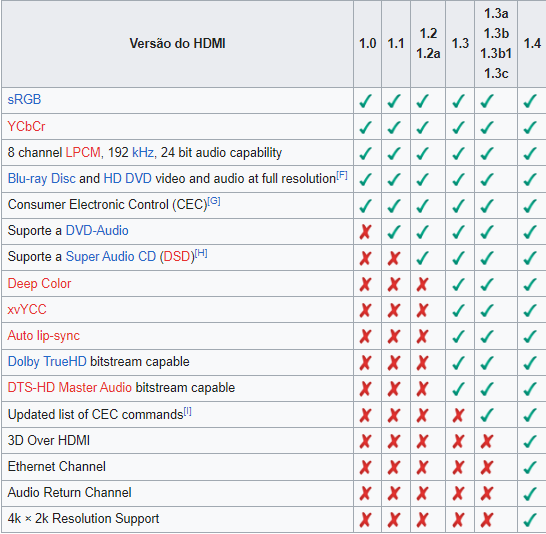 Versão do HDMI 1.0 1.1 1.2 1.2a 1.3 1.3a 1.3b 1.3b1 1.3c 1.4
sRGB ✓ ✓ ✓ ✓ ✓ ✓
YCbCr ✓ ✓ ✓ ✓ ✓ ✓
8 channel LPCM, 192 kHz, 24 bit audio capability ✓ ✓ ✓ ✓ ✓ ✓
Blu-ray Disc and HD DVD video and audio at full resolution[F] ✓ ✓ ✓ ✓ ✓ ✓
Consumer Electronic Control (CEC)[G] ✓ ✓ ✓ ✓ ✓ ✓
Suporte a DVD-Audio ✗ ✓ ✓ ✓ ✓ ✓
Suporte a Super Audio CD (DSD)[H] ✗ ✗ ✓ ✓ ✓ ✓
Deep Color ✗ ✗ ✗ ✓ ✓ ✓
xvYCC ✗ ✗ ✗ ✓ ✓ ✓
Auto lip-sync ✗ ✗ ✗ ✓ ✓ ✓
Dolby TrueHD bitstream capable ✗ ✗ ✗ ✓ ✓ ✓
DTS-HD Master Audio bitstream capable ✗ ✗ ✗ ✓ ✓ ✓
Updated list of CEC commands[I] ✗ ✗ ✗ ✗ ✓ ✓
3D Over HDMI ✗ ✗ ✗ ✗ ✗ ✓
Ethernet Channel ✗ ✗ ✗ ✗ ✗ ✓
Audio Return Channel ✗ ✗ ✗ ✗ ✗ ✓
4k × 2k Resolution Support ✗ ✗ ✗ ✗ ✗ ✓